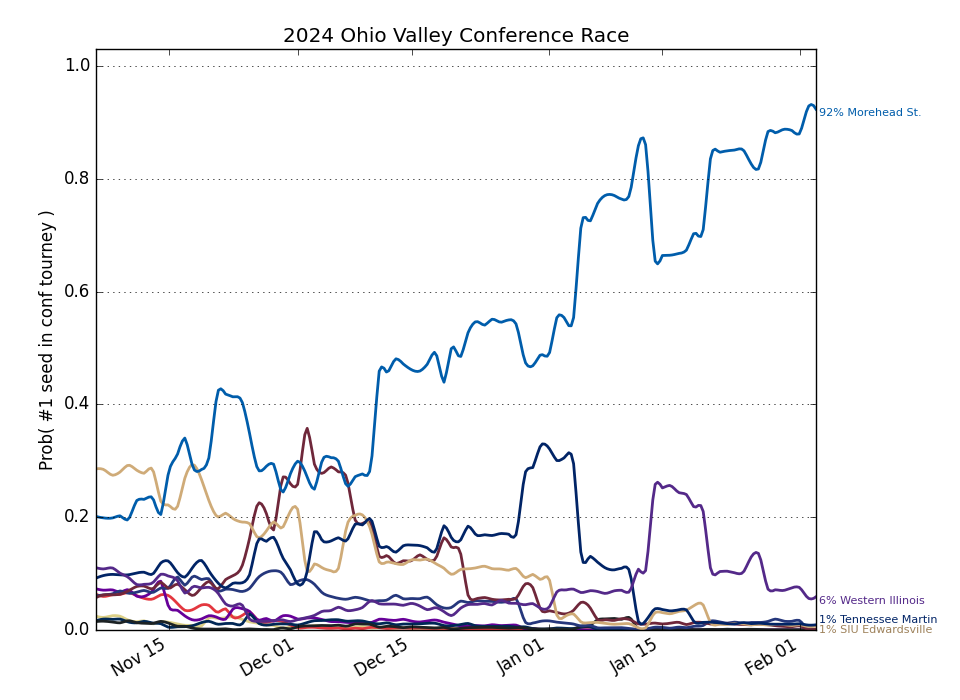 2024 Ohio Valley Conference Race
Prob( #1 seed in conf tourney )
1.0
0.8
0.6
0.4
0.2
0.0
Nov 15
Dec 01
Dec 15
Jan 01
Jan 15
Feb 01
92% Morehead St.
6% Western Illinois
1% Tennessee Martin
1% SIU Edwardsville